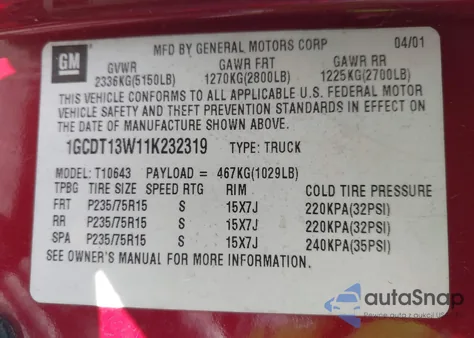 MFD BY GENERAL MOTORS CORP 04/01
GM
GVWR GAWR FRT GAWR RR
2336KG(5150LB) 1270KG(2800LB) 1225KG(2700LB)
THIS VEHICLE CONFORMS TO ALL APPLICABLE U.S. FEDERAL MOTOR
VEHICLE SAFETY AND THEFT PREVENTION STANDARDS IN EFFECT ON
THE DATE OF MANUFACTURE SHOWN ABOVE.
1GCDT13W11K232319 TYPE: TRUCK
MODEL: T10643 PAYLOAD = 467KG(1029LB)
TPBG TIRE SIZE SPEED RTG RIM COLD TIRE PRESSURE
FRT P235/75R15 S 15X7J 220KPA(32PSI)
RR P235/75R15 S 15X7J 220KPA(32PSI)
SPA P235/75R15 S 15X7J 240KPA(35PSI)
SEE OWNER'S MANUAL FOR MORE INFORMATION.
autoSnap
Pewne auto z aukcji